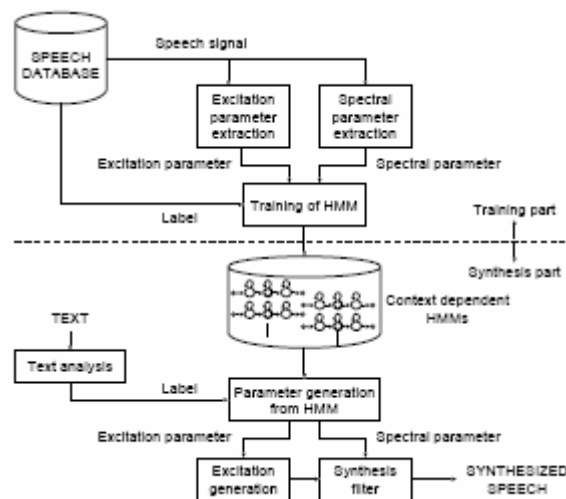 Speech signal
SPEECH
DATABASE
Excitation
parameter
extraction
Spectral
parameter
extraction
Excitation parameter
Spectral parameter
Training of HMM
Label
Training part
Synthesis part
Context dependent
HMMs
TEXT
Text analysis
Label
Parameter generation
from HMM
Excitation parameter
Spectral parameter
Excitation
generation
Synthesis
filter
SYNTHESIZED
SPEECH